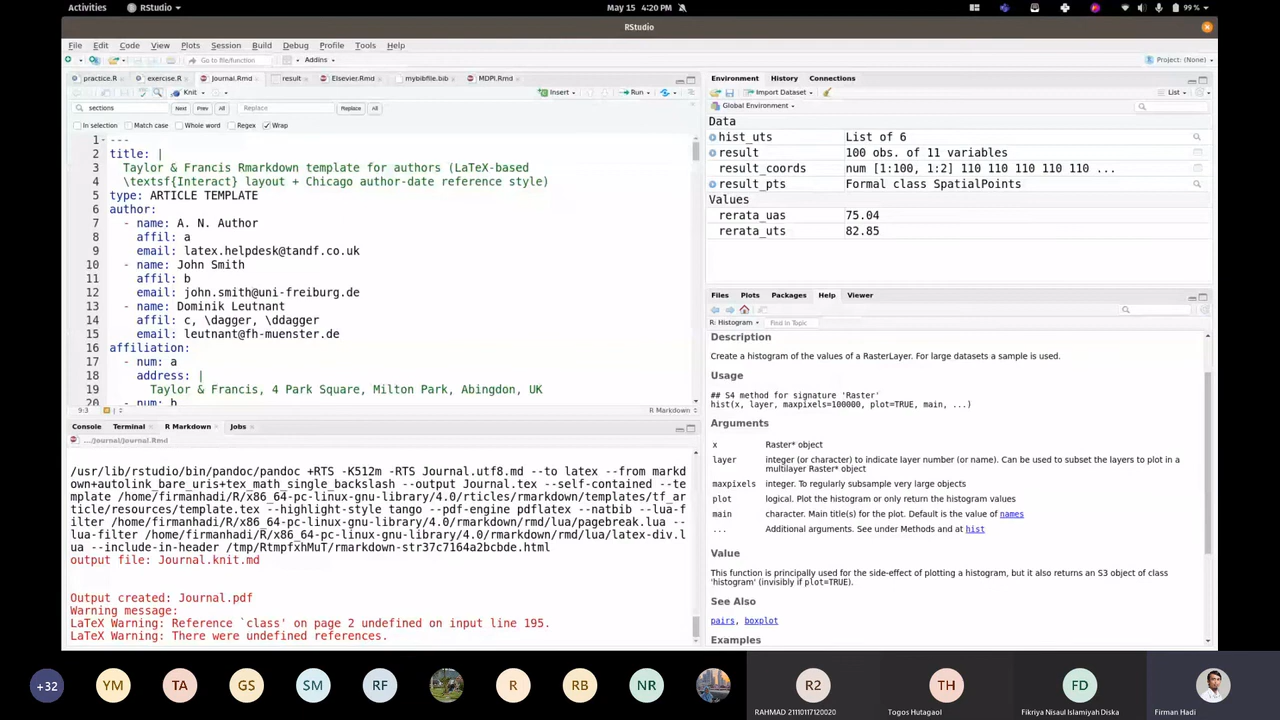 Activities
RStudio
May 15 4:20 PM
99 %
RStudio
File Edit Code View Plots Session Build Debug Profile Tools Help
Go to file/function
Addins
Project: (None)
practice.R
exercise.R
Journal.Rmd
result
Elsevier.Rmd
mybibfile.bib
MDPI.Rmd
Knit
Insert
Run
sections
Next
Prev
All
Replace
Replace
All
In selection
Match case
Whole word
Regex
Wrap
1 ---
2 title: |
3 Taylor & Francis Rmarkdown template for authors (LaTeX-based
4 \textsf{Interact} layout + Chicago author-date reference style)
5 type: ARTICLE TEMPLATE
6 author:
7 - name: A. N. Author
8 affil: a
9 email: latex.helpdesk@tandf.co.uk
10 - name: John Smith
11 affil: b
12 email: john.smith@uni-freiburg.de
13 - name: Dominik Leutnant
14 affil: c, \dagger, \ddagger
15 email: leutnant@fh-muenster.de
16 affiliation:
17 - num: a
18 address: |
19 Taylor & Francis, 4 Park Square, Milton Park, Abingdon, UK
20 - num: b
9:3
R Markdown
Console
Terminal
R Markdown
Jobs
.../journal/Journal.Rmd
/usr/lib/rstudio/bin/pandoc/pandoc +RTS -K512m -RTS Journal.utf8.md --to latex --from markd
own+autolink_bare_uris+tex_math_single_backslash --output Journal.tex --self-contained --te
mplate /home/firmanhadi/R/x86_64-pc-linux-gnu-library/4.0/rticles/rmarkdown/templates/tf_ar
ticle/resources/template.tex --highlight-style tango --pdf-engine pdflatex --natbib --lua-f
ilter /home/firmanhadi/R/x86_64-pc-linux-gnu-library/4.0/rmarkdown/rmd/lua/pagebreak.lua --
lua-filter /home/firmanhadi/R/x86_64-pc-linux-gnu-library/4.0/rmarkdown/rmd/lua/latex-div.l
ua --include-in-header /tmp/RtmpfxhMuT/rmarkdown-str37c7164a2bcbde.html
output file: Journal.knit.md
Output created: Journal.pdf
Warning message:
LaTeX Warning: Reference `class' on page 2 undefined on input line 195.
LaTeX Warning: There were undefined references.
Environment
History
Connections
Import Dataset
List
Global Environment
Data
hist_uts List of 6
result 100 obs. of 11 variables
result_coords num [1:100, 1:2] 110 110 110 110 110 ...
result_pts Formal class SpatialPoints
Values
rerata_uas 75.04
rerata_uts 82.85
Files
Plots
Packages
Help
Viewer
R: Histogram
Find in Topic
Description
Create a histogram of the values of a RasterLayer. For large datasets a sample is used.
Usage
## S4 method for signature 'Raster'
hist(x, layer, maxpixels=100000, plot=TRUE, main, ...)
Arguments
x Raster* object
layer integer (or character) to indicate layer number (or name). Can be used to subset the layers to plot in a
multilayer Raster* object
maxpixels integer. To regularly subsample very large objects
plot logical. Plot the histogram or only return the histogram values
main character. Main title(s) for the plot. Default is the value of names
... Additional arguments. See under Methods and at hist
Value
This function is principally used for the side-effect of plotting a histogram, but it also returns an S3 object of class
'histogram' (invisibly if plot=TRUE).
See Also
pairs, boxplot
Examples
+32
YM
TA
GS
SM
RF
R
RB
NR
R2
TH
FD
RAHMAD 21110117120020
Togos Hutagaol
Fikriya Nisaul Islamiyah Diska
Firman Hadi